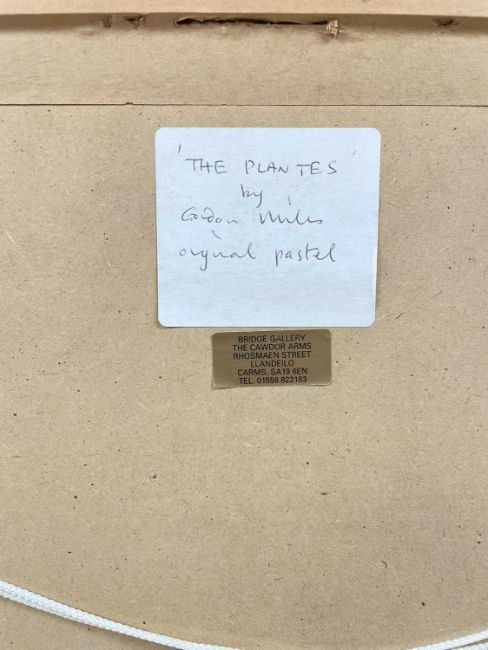 'THE PLANTES'
by
Gordon Miles
original pastel
BRIDGE GALLERY
THE CAWDOR ARMS
RHOSMAEN STREET
LLANDEILO
CARMS. SA19 6EN
TEL. 01558 822183